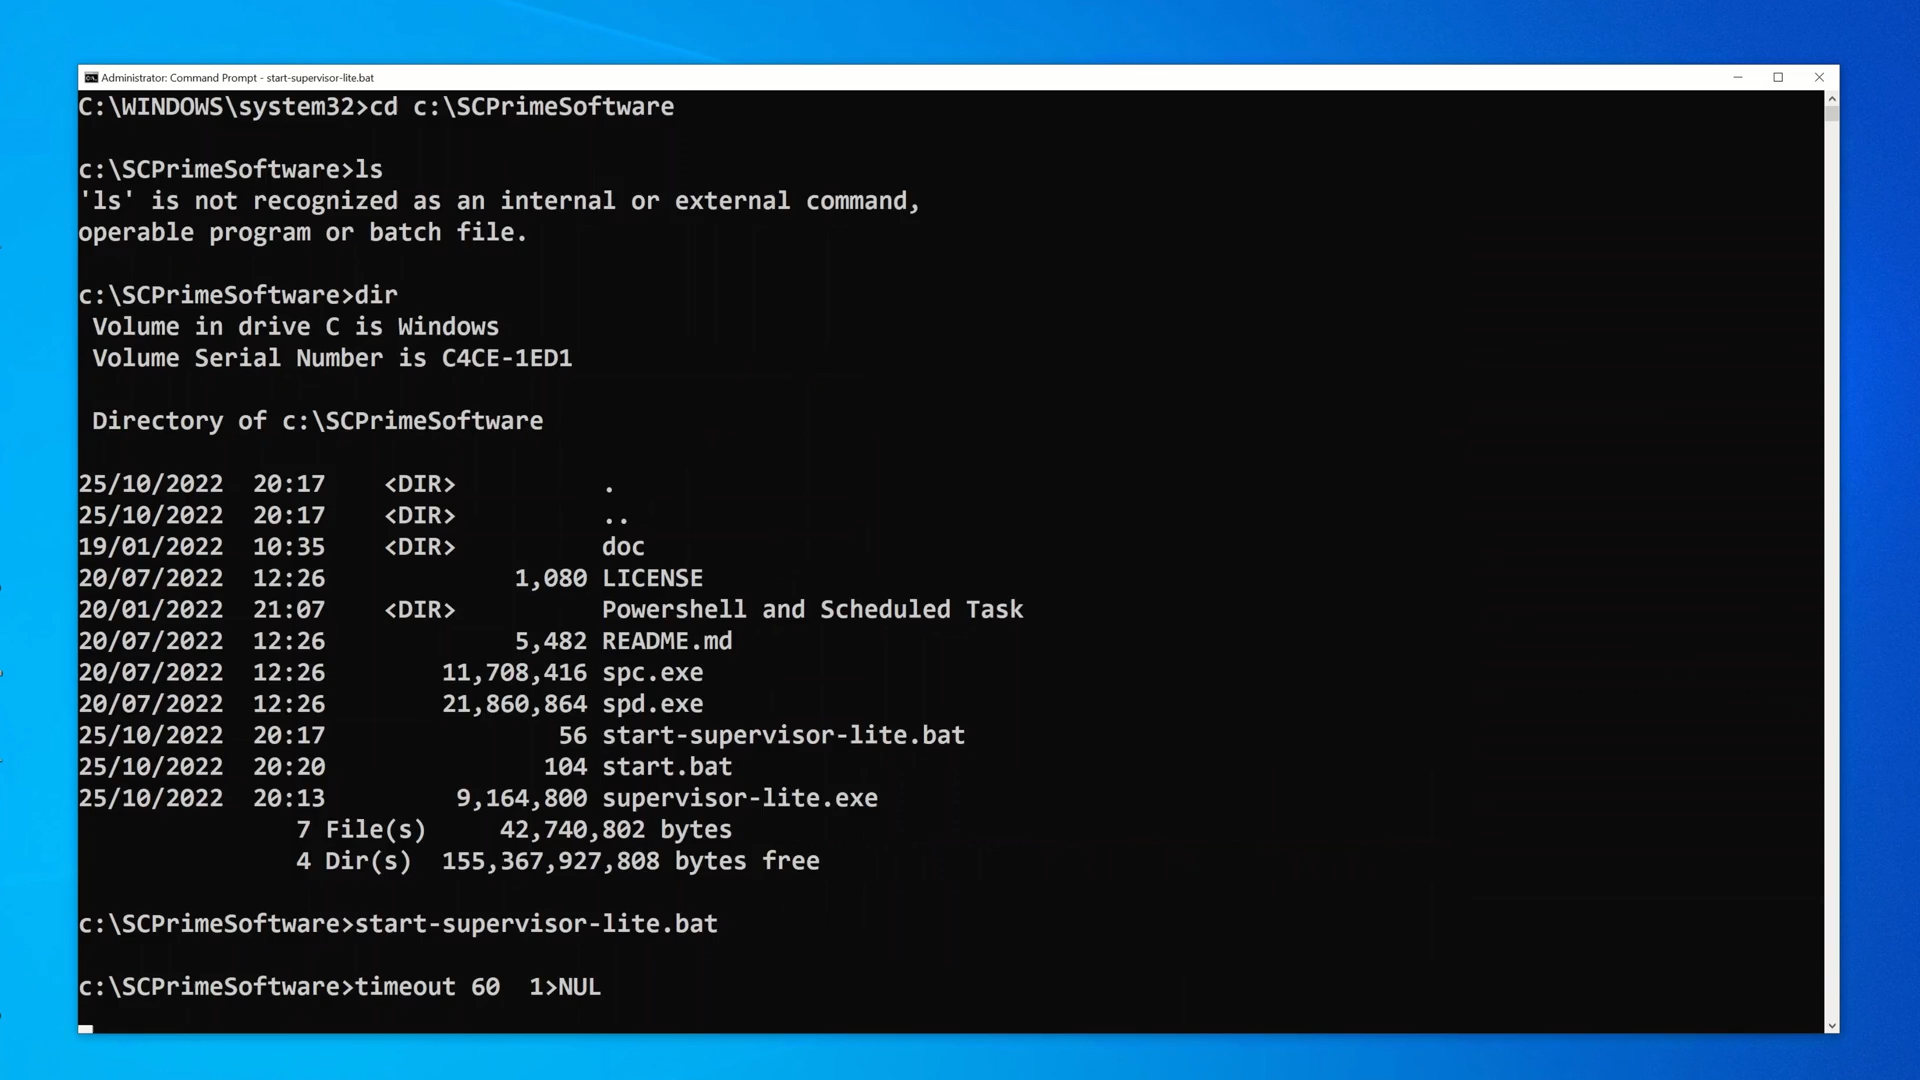 Administrator: Command Prompt - start-supervisor-lite.bat
C:\WINDOWS\system32>cd c:\SCPrimeSoftware
c:\SCPrimeSoftware>ls
'ls' is not recognized as an internal or external command,
operable program or batch file.
c:\SCPrimeSoftware>dir
Volume in drive C is Windows
Volume Serial Number is C4CE-1ED1
Directory of c:\SCPrimeSoftware
25/10/2022  20:17    <DIR>          .
25/10/2022  20:17    <DIR>          ..
19/01/2022  10:35    <DIR>          doc
20/07/2022  12:26             1,080 LICENSE
20/01/2022  21:07    <DIR>          Powershell and Scheduled Task
20/07/2022  12:26             5,482 README.md
20/07/2022  12:26        11,708,416 spc.exe
20/07/2022  12:26        21,860,864 spd.exe
25/10/2022  20:17                56 start-supervisor-lite.bat
25/10/2022  20:20               104 start.bat
25/10/2022  20:13         9,164,800 supervisor-lite.exe
7 File(s)     42,740,802 bytes
4 Dir(s)  155,367,927,808 bytes free
c:\SCPrimeSoftware>start-supervisor-lite.bat
c:\SCPrimeSoftware>timeout 60  1>NUL